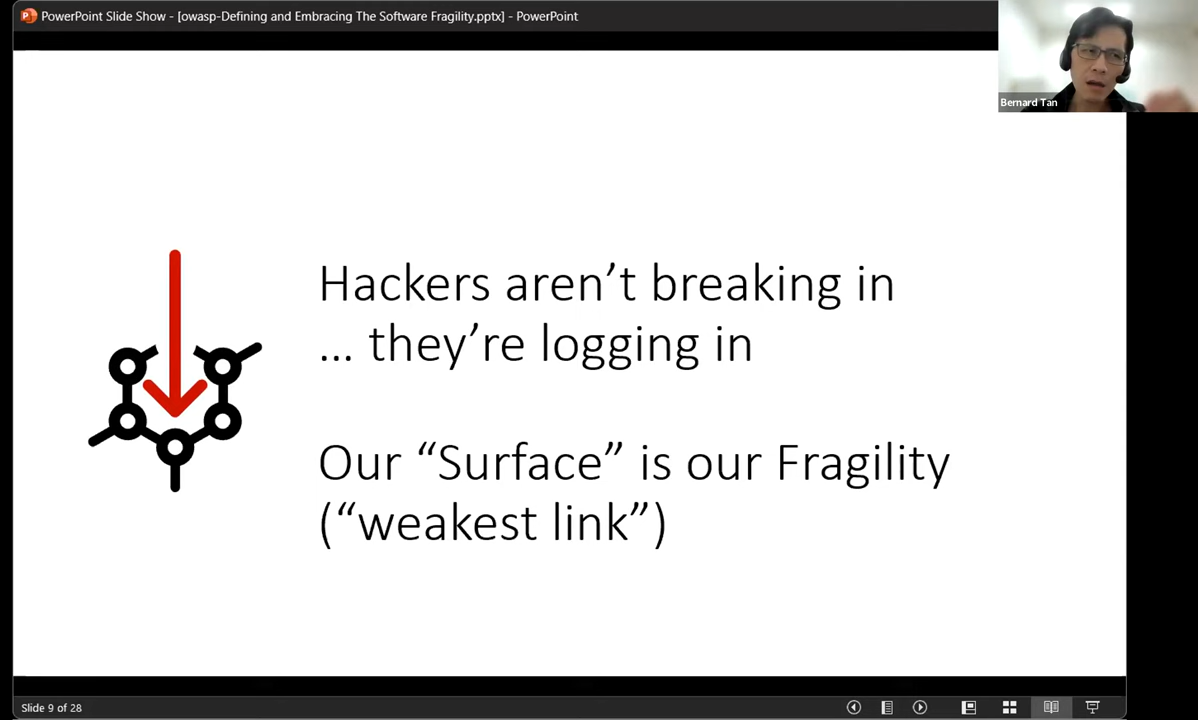 PowerPoint Slide Show - [owasp-Defining and Embracing The Software Fragility.pptx] - PowerPoint
Bernard Tan
Hackers aren’t breaking in
… they’re logging in
Our “Surface” is our Fragility
(“weakest link”)
Slide 9 of 28